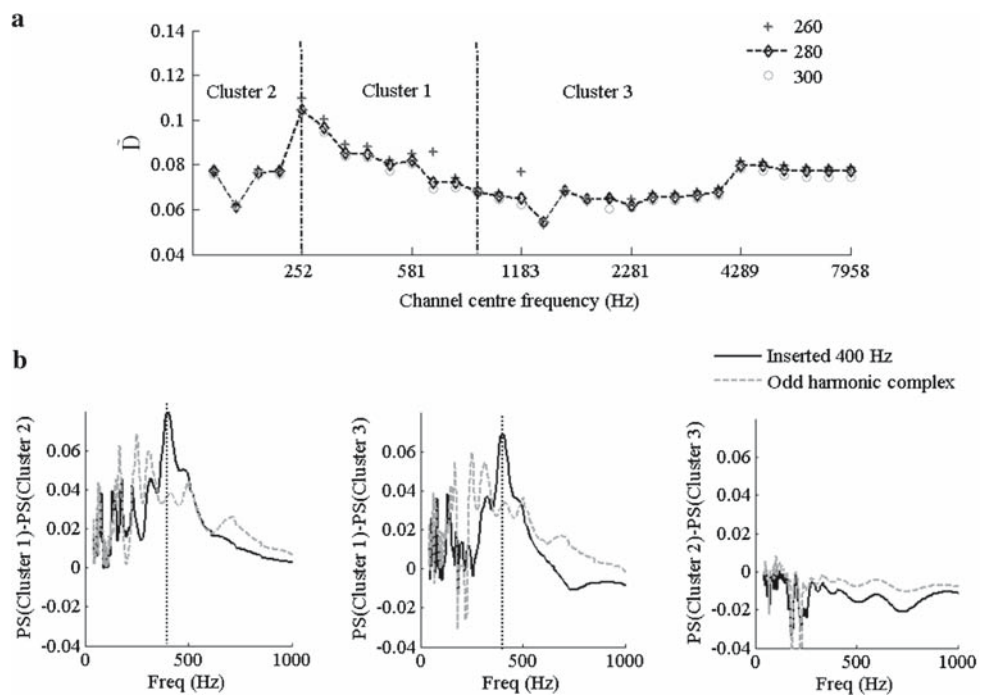 a
0.14
0.12
0.1
0.08
0.06
0.04
D̃
Cluster 2
Cluster 1
Cluster 3
260
280
300
252
581
1183
2281
4289
7958
Channel centre frequency (Hz)
b
Inserted 400 Hz
Odd harmonic complex
PS(Cluster 1)-PS(Cluster 2)
0.06
0.04
0.02
0
-0.02
-0.04
0
500
1000
Freq (Hz)
PS(Cluster 1)-PS(Cluster 3)
0.06
0.04
0.02
0
-0.02
-0.04
0
500
1000
Freq (Hz)
PS(Cluster 2)-PS(Cluster 3)
0.06
0.04
0.02
0
-0.02
-0.04
0
500
1000
Freq (Hz)